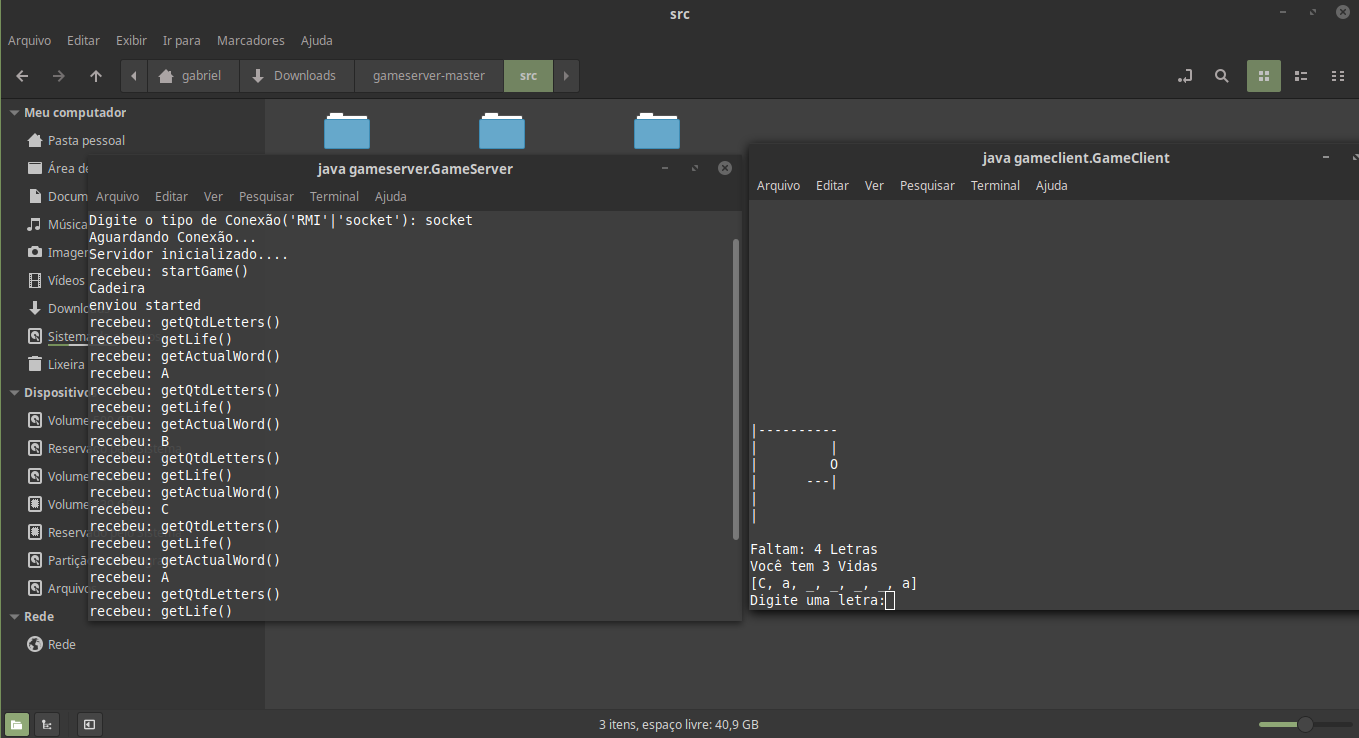 src
Arquivo Editar Exibir Ir para Marcadores Ajuda
gabriel Downloads gameserver-master src
Meu computador
Pasta pessoal
Área de
Docum
Música
Imager
Vídeos
Downlo
Sistema
Lixeira
Dispositivo
Volume
Reserva
Volume
Volume
Reserva
Partiçã
Arquivo
Rede
Rede
java gameserver.GameServer
Arquivo Editar Ver Pesquisar Terminal Ajuda
Digite o tipo de Conexão('RMI'|'socket'): socket
Aguardando Conexão...
Servidor inicializado....
recebeu: startGame()
Cadeira
enviou started
recebeu: getQtdLetters()
recebeu: getLife()
recebeu: getActualWord()
recebeu: A
recebeu: getQtdLetters()
recebeu: getLife()
recebeu: getActualWord()
recebeu: B
recebeu: getQtdLetters()
recebeu: getLife()
recebeu: getActualWord()
recebeu: C
recebeu: getQtdLetters()
recebeu: getLife()
recebeu: getActualWord()
recebeu: A
recebeu: getQtdLetters()
recebeu: getLife()
java gameclient.GameClient
Arquivo Editar Ver Pesquisar Terminal Ajuda
|----------
|         |
|         O
|      ---|
|
|
Faltam: 4 Letras
Você tem 3 Vidas
[C, a, _, _, _, _, a]
Digite uma letra:
3 itens, espaço livre: 40,9 GB